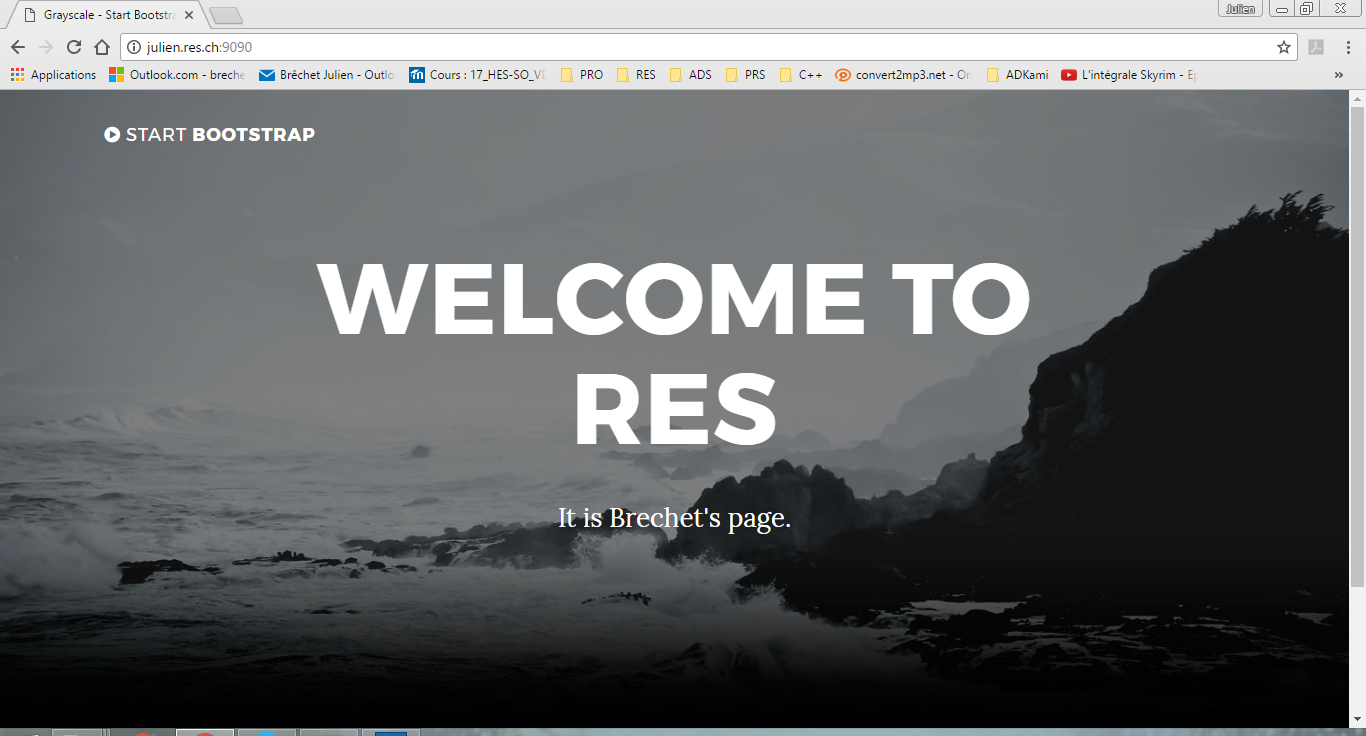 Grayscale - Start Bootstra
Julien
julien.res.ch:9090
Applications
Outlook.com - breche
Brêchet Julien - Outlo
Cours : 17_HES-SO_VD
PRO
RES
ADS
PRS
C++
convert2mp3.net - On
ADKami
L'intégrale Skyrim - Ep
»
START BOOTSTRAP
WELCOME TO
RES
It is Brechet's page.